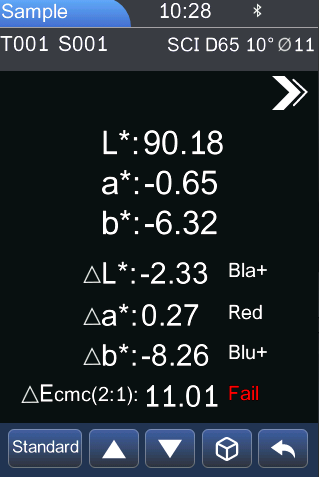 Sample 10:28
T001 S001 SCI D65 10° Ø11
L*:90.18
a*:-0.65
b*:-6.32
△L*:-2.33 Bla+
△a*:0.27 Red
△b*:-8.26 Blu+
△Ecmc(2:1): 11.01 Fail
Standard